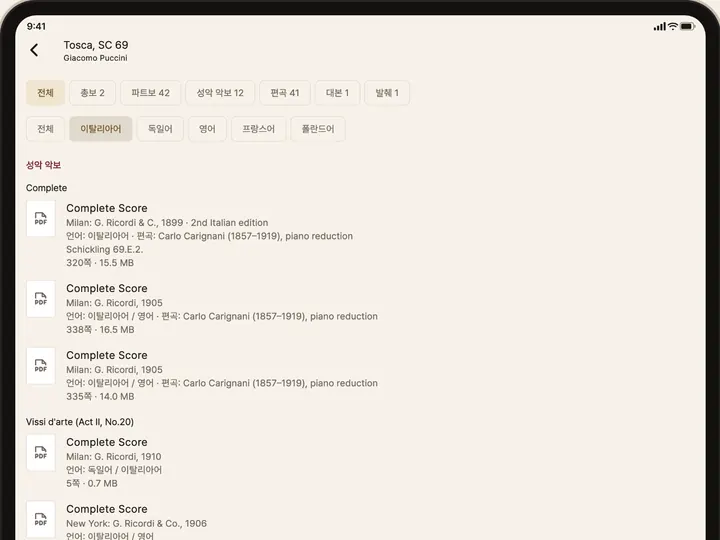 9:41
Tosca, SC 69
Giacomo Puccini
전체 총보 2 파트보 42 성악 악보 12 편곡 41 대본 1 발췌 1
전체 이탈리아어 독일어 영어 프랑스어 폴란드어
성악 악보
Complete
Complete Score
Milan: G. Ricordi & C., 1899 · 2nd Italian edition
언어: 이탈리아어 · 편곡: Carlo Carignani (1857–1919), piano reduction
Schickling 69.E.2.
320쪽 · 15.5 MB
PDF
Complete Score
Milan: G. Ricordi, 1905
언어: 이탈리아어 / 영어 · 편곡: Carlo Carignani (1857–1919), piano reduction
338쪽 · 16.5 MB
PDF
Complete Score
Milan: G. Ricordi, 1905
언어: 이탈리아어 / 영어 · 편곡: Carlo Carignani (1857–1919), piano reduction
335쪽 · 14.0 MB
PDF
Vissi d'arte (Act II, No.20)
Complete Score
Milan: G. Ricordi, 1910
언어: 독일어 / 이탈리아어
5쪽 · 0.7 MB
PDF
Complete Score
New York: G. Ricordi & Co., 1906
언어: 이탈리아어 / 영어
PDF